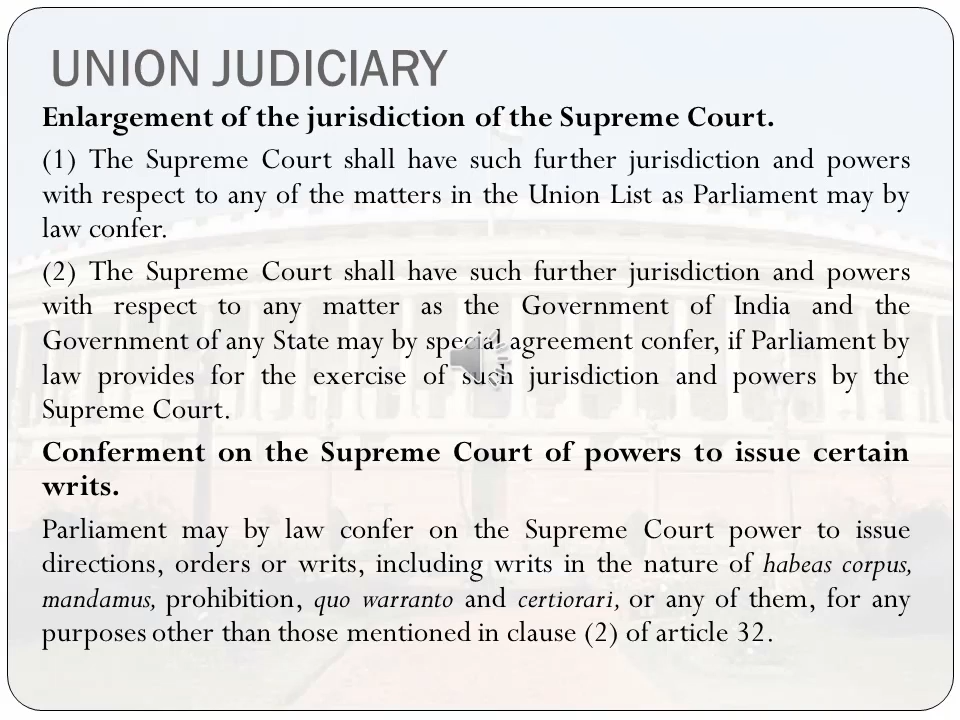 UNION JUDICIARY
Enlargement of the jurisdiction of the Supreme Court.
(1) The Supreme Court shall have such further jurisdiction and powers
with respect to any of the matters in the Union List as Parliament may by
law confer.
(2) The Supreme Court shall have such further jurisdiction and powers
with respect to any matter as the Government of India and the
Government of any State may by special agreement confer, if Parliament by
law provides for the exercise of such jurisdiction and powers by the
Supreme Court.
Conferment on the Supreme Court of powers to issue certain
writs.
Parliament may by law confer on the Supreme Court power to issue
directions, orders or writs, including writs in the nature of habeas corpus,
mandamus, prohibition, quo warranto and certiorari, or any of them, for any
purposes other than those mentioned in clause (2) of article 32.